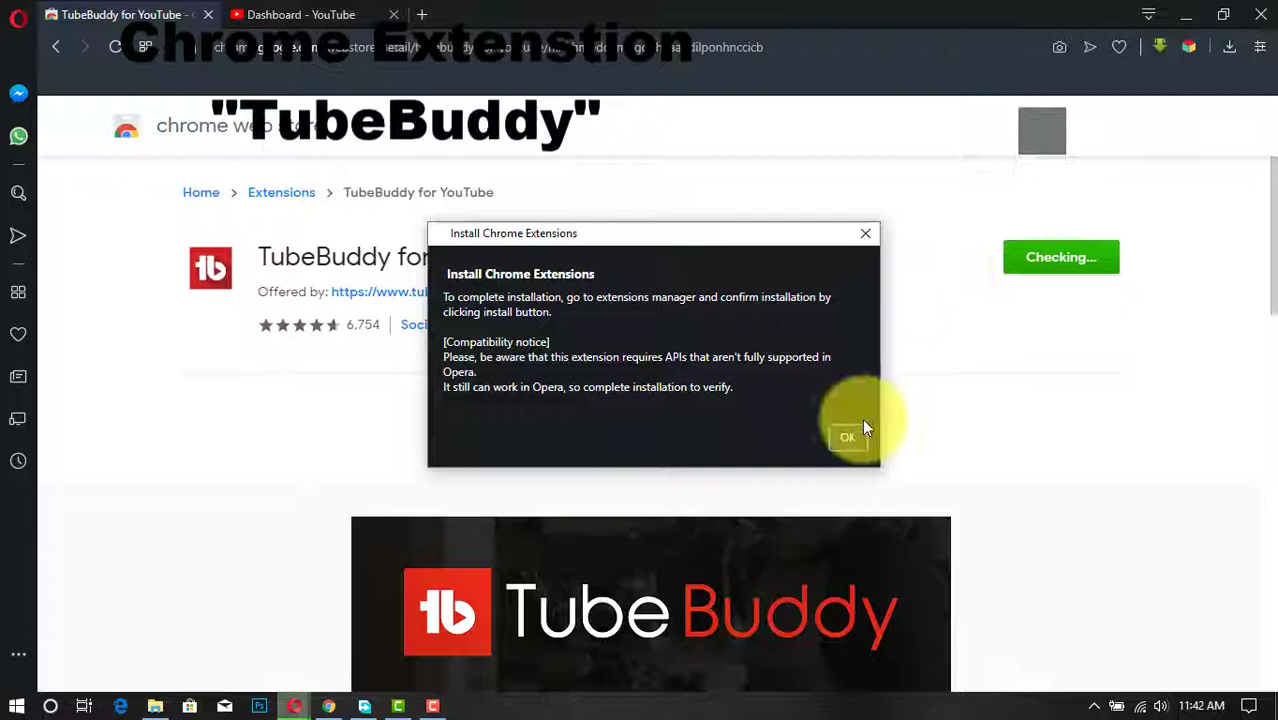 TubeBuddy for YouTube -
Dashboard - YouTube
Chrome Extenstion
"TubeBuddy"
chrome web store
Home > Extensions > TubeBuddy for YouTube
TubeBuddy for
Offered by: https://www.tu
6,754
Soci
Checking...
Install Chrome Extensions
Install Chrome Extensions
To complete installation, go to extensions manager and confirm installation by
clicking install button.
[Compatibility notice]
Please, be aware that this extension requires APIs that aren't fully supported in
Opera.
It still can work in Opera, so complete installation to verify.
OK
tb TubeBuddy
11:42 AM